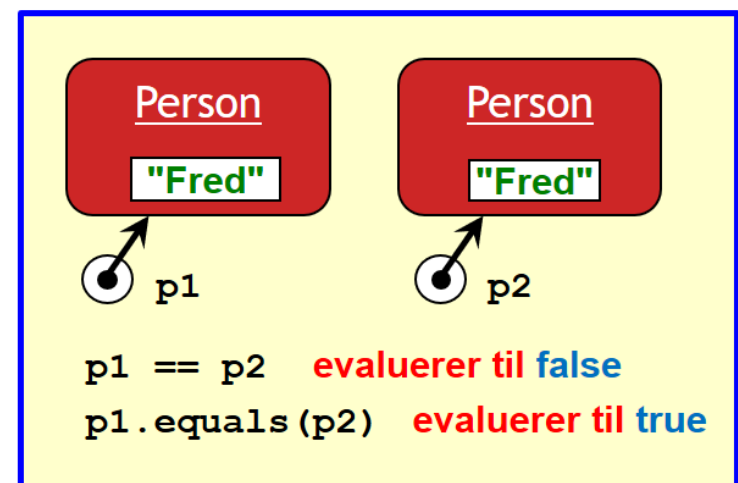 Person Person
"Fred" "Fred"
p1 p2
p1 == p2 evaluerer til false
p1.equals(p2) evaluerer til true